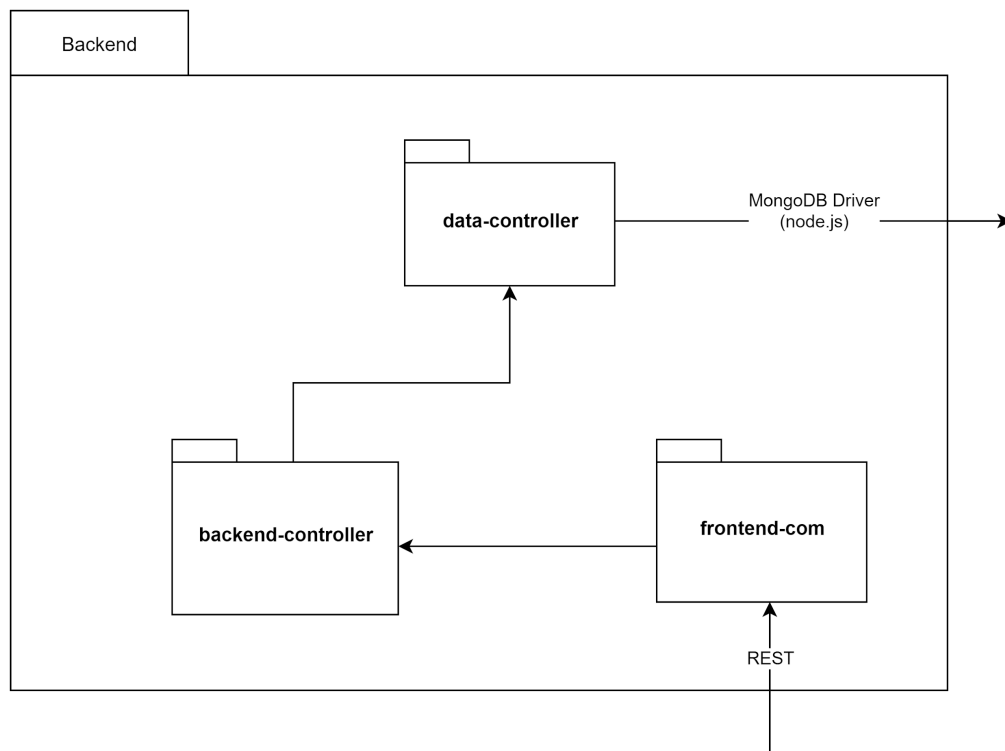 Backend
data-controller
MongoDB Driver
(node.js)
backend-controller
frontend-com
REST